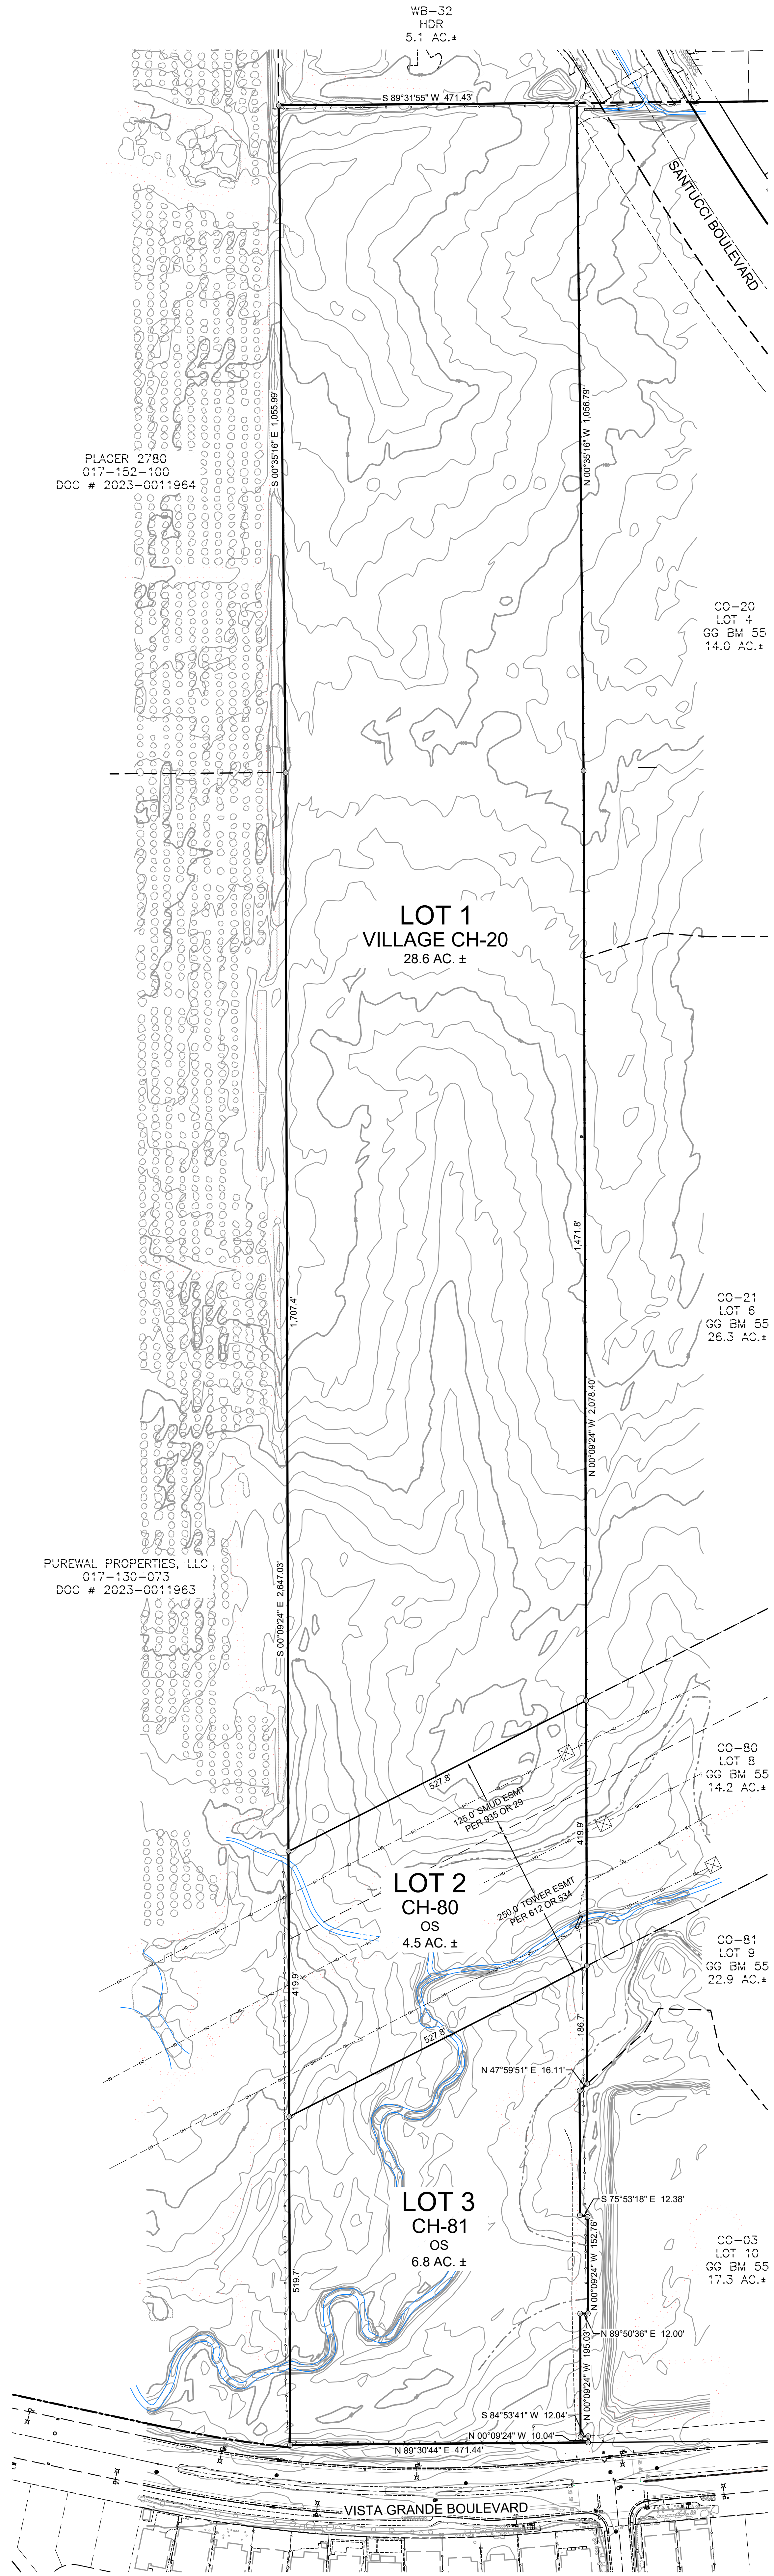 WB-32
HDR
5.1 AC.±
S 89°31'55" W 471.43'
SANTUCCI BOULEVARD
S 00°35'16" E 1,055.99'
N 00°35'16" W 1,056.79'
PLACER 2780
017-152-100
DOC # 2023-0011964
CO-20
LOT 4
GG BM 55
14.0 AC.±
LOT 1
VILLAGE CH-20
28.6 AC. ±
1,471.8'
1,707.4'
CO-21
LOT 6
GG BM 55
26.3 AC.±
N 00°09'24" W 2,078.40'
PUREWAL PROPERTIES, LLC
017-130-073
DOC # 2023-0011963
S 00°09'24" E 2,647.03'
527.8'
125.0' SMUD ESMT
PER 935 OR 29
CO-80
LOT 8
GG BM 55
14.2 AC.±
419.9'
LOT 2
CH-80
OS
4.5 AC. ±
250.0' TOWER ESMT
PER 612 OR 534
CO-81
LOT 9
GG BM 55
22.9 AC.±
419.9'
527.8'
186.7'
N 47°59'51" E 16.11'
LOT 3
CH-81
OS
6.8 AC. ±
S 75°53'18" E 12.38'
N 00°09'24" W 152.76'
CO-03
LOT 10
GG BM 55
17.3 AC.±
519.7'
N 89°50'36" E 12.00'
N 00°09'24" W 195.03'
S 84°53'41" W 12.04'
N 00°09'24" W 10.04'
N 89°30'44" E 471.44'
VISTA GRANDE BOULEVARD